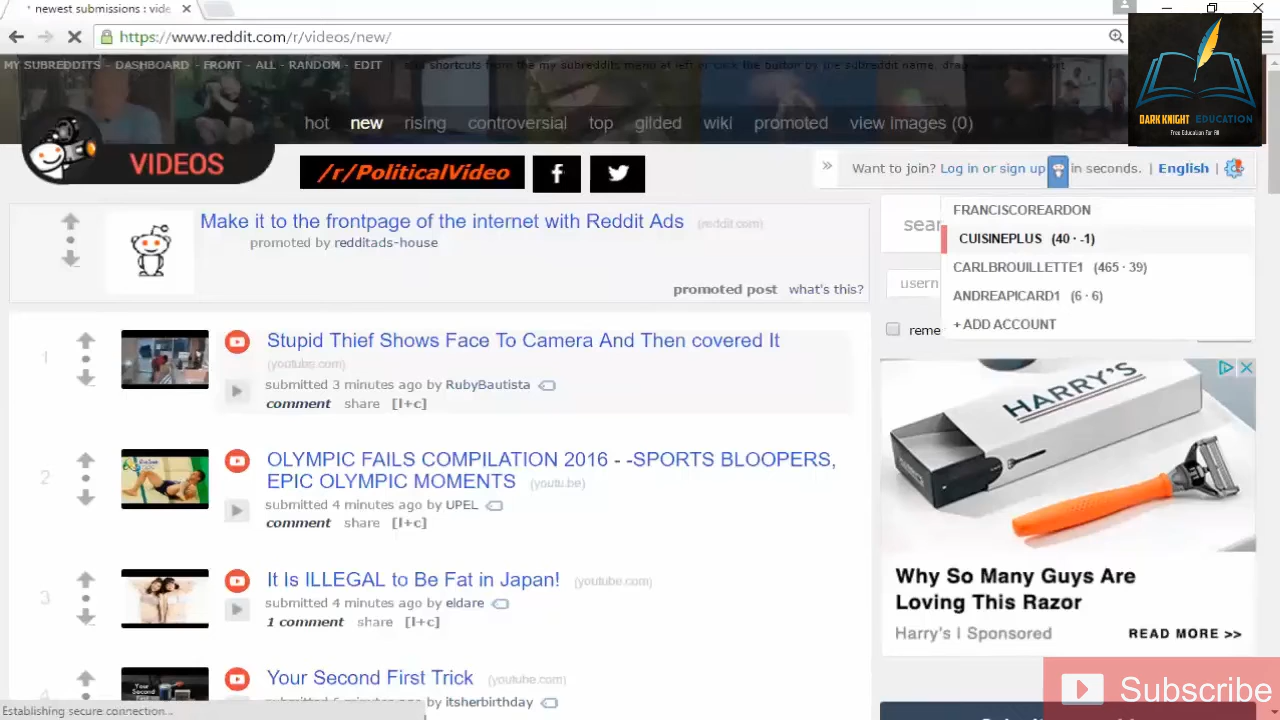 newest submissions : vide
https://www.reddit.com/r/videos/new/
MY SUBREDDITS - DASHBOARD - FRONT - ALL - RANDOM - EDIT
hot new rising controversial top gilded wiki promoted view images (0)
DARK KNIGHT EDUCATION
Free Education For All
VIDEOS
/r/PoliticalVideo
» Want to join? Log in or sign up in seconds. | English |
Make it to the frontpage of the internet with Reddit Ads (reddit.com)
promoted by redditads-house
promoted post what's this?
FRANCISCOREARDON
CUISINEPLUS (40 · -1)
CARLBROUILLETTE1 (465 · 39)
ANDREAPICARD1 (6 · 6)
+ ADD ACCOUNT
sear
usern
reme
1
Stupid Thief Shows Face To Camera And Then covered It
(youtube.com)
submitted 3 minutes ago by RubyBautista
comment share [l+c]
2
OLYMPIC FAILS COMPILATION 2016 - -SPORTS BLOOPERS,
EPIC OLYMPIC MOMENTS (youtu.be)
submitted 4 minutes ago by UPEL
comment share [l+c]
3
It Is ILLEGAL to Be Fat in Japan! (youtube.com)
submitted 4 minutes ago by eldare
1 comment share [l+c]
4
Your Second First Trick (youtube.com)
itsherbirthday
HARRY'S
Why So Many Guys Are
Loving This Razor
Harry's | Sponsored READ MORE >>
Subscribe
Establishing secure connection...